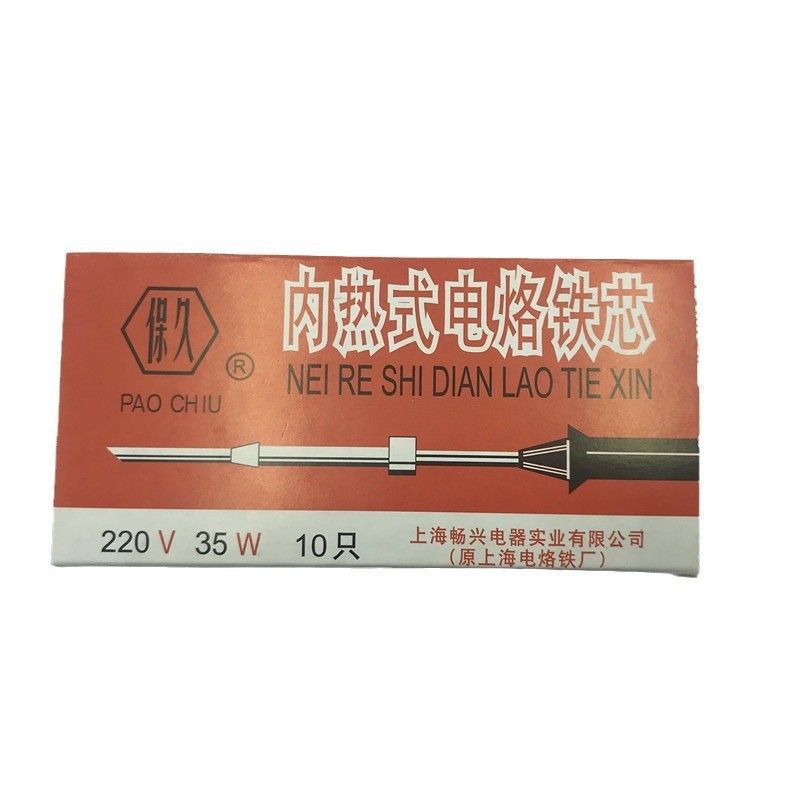 保久
®
PAO CHIU
内热式电烙铁芯
NEI RE SHI DIAN LAO TIE XIN
220 V 35 W 10只
上海畅兴电器实业有限公司
(原上海电烙铁厂)